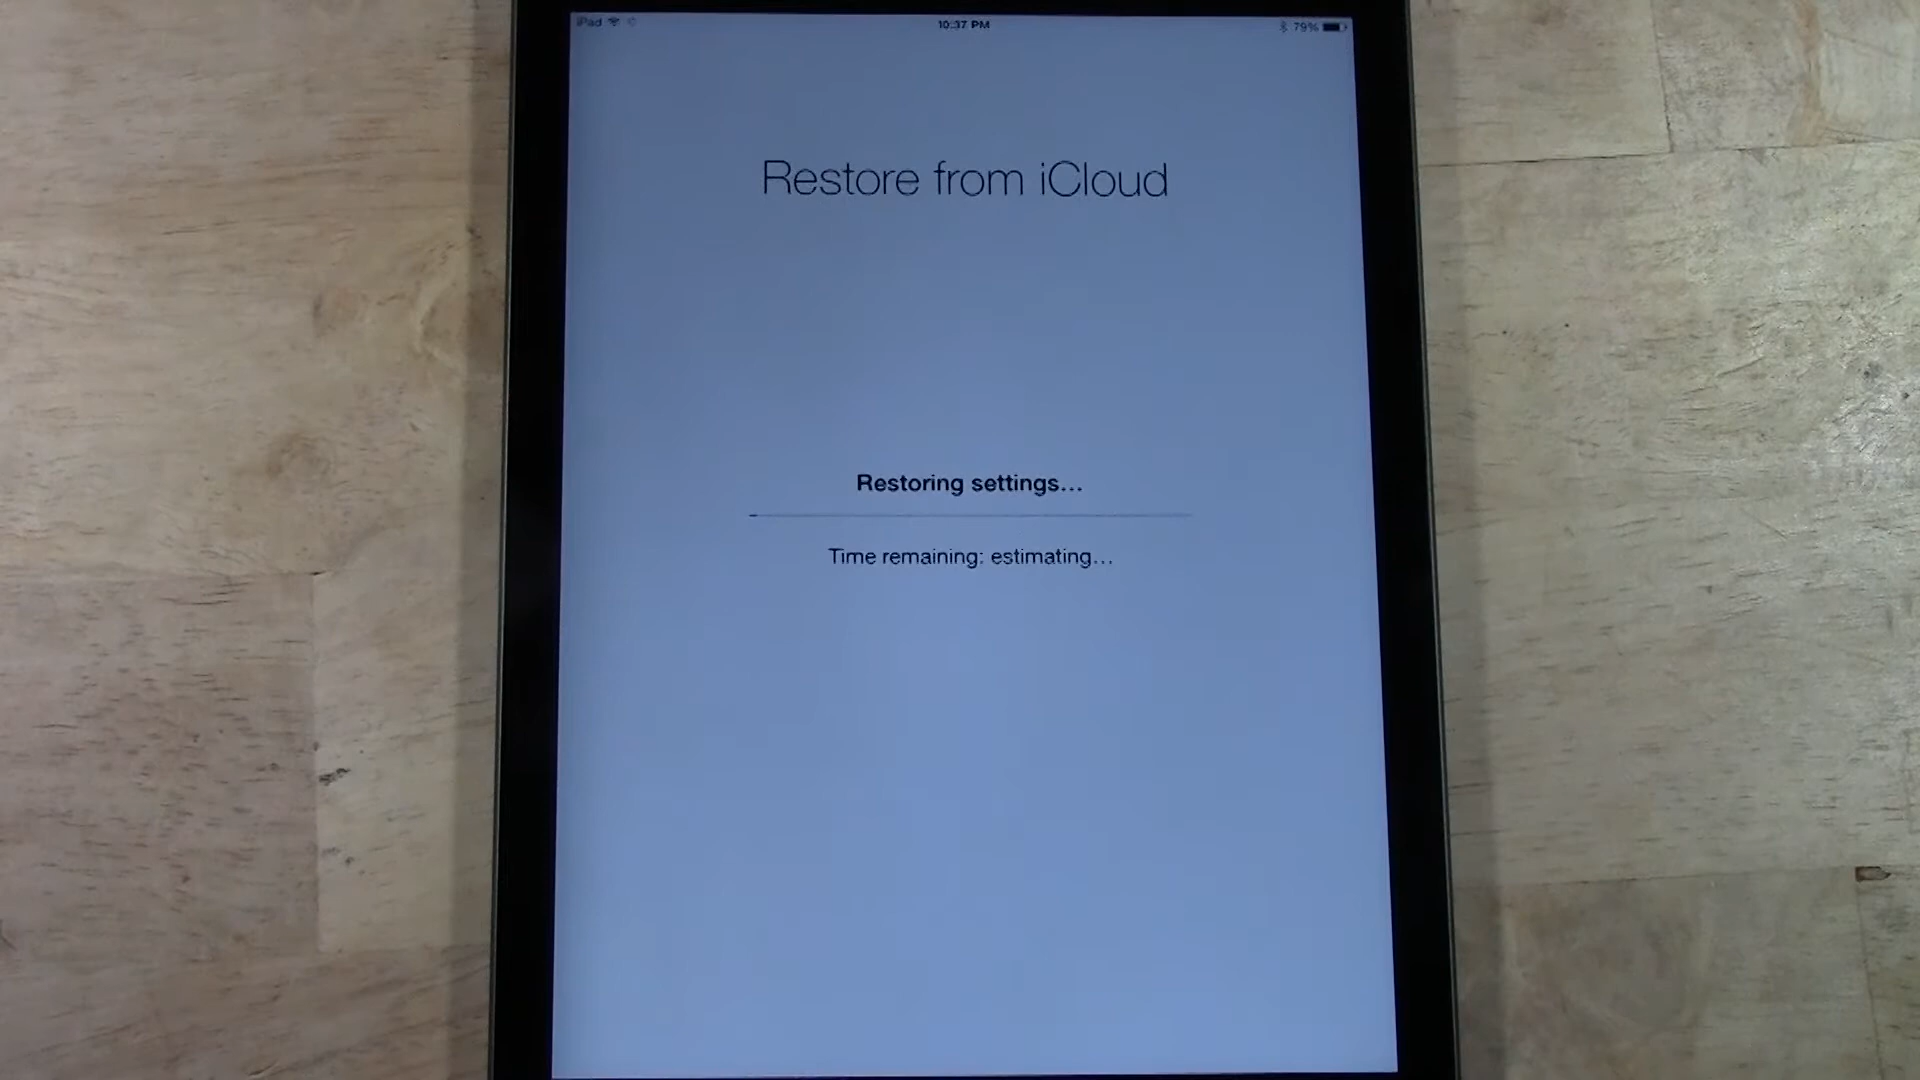 iPad 10:37 PM 79%
Restore from iCloud
Restoring settings...
Time remaining: estimating...